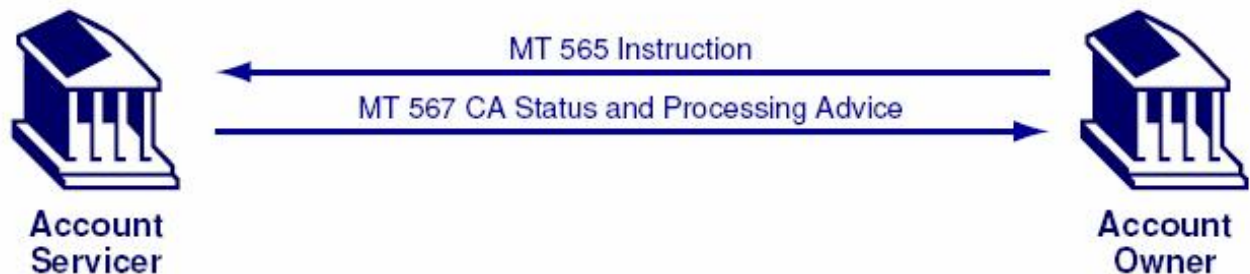 MT 565 Instruction
MT 567 CA Status and Processing Advice
Account
Servicer
Account
Owner